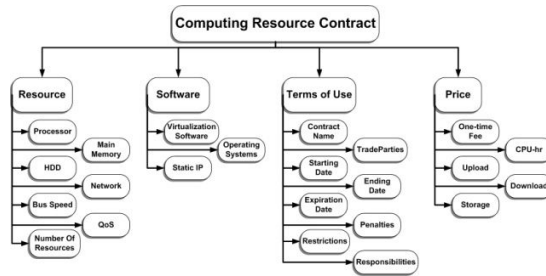 Computing Resource Contract
Resource
Processor
Main
Memory
HDD
Network
Bus Speed
QoS
Number Of
Resources
Software
Virtualization
Software
Operating
Systems
Static IP
Terms of Use
Contract
Name
TradeParties
Starting
Date
Ending
Date
Expiration
Date
Penalties
Restrictions
Responsibilities
Price
One-time
Fee
CPU-hr
Upload
Download
Storage